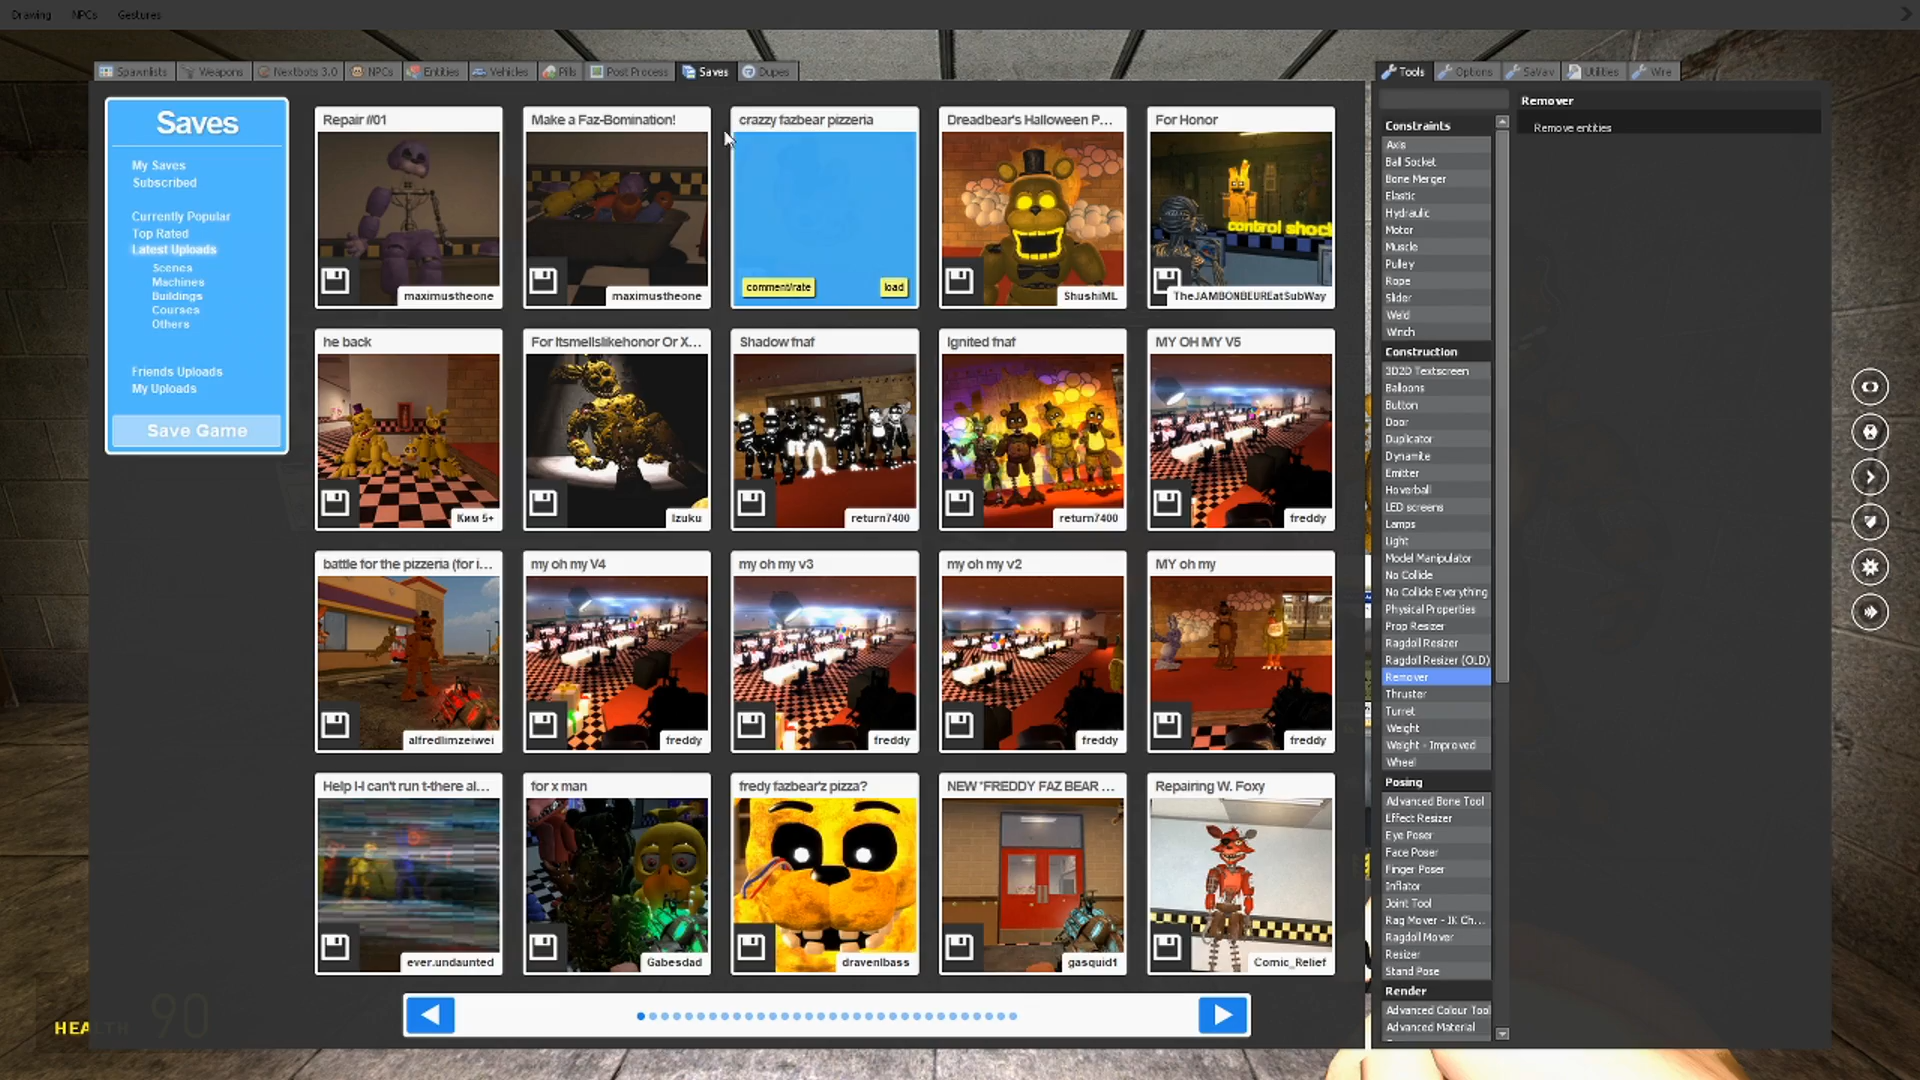 Drawing NPCs Gestures
Spawnlists Weapons Nextbots 3.0 NPCs Entities Vehicles Pills Post Process Saves Dupes
Tools Options SaVav Utilities Wire
Saves
My Saves
Subscribed
Currently Popular
Top Rated
Latest Uploads
Scenes
Machines
Buildings
Courses
Others
Friends Uploads
My Uploads
Save Game
Repair //01
maximustheone
Make a Faz-Bomination!
maximustheone
crazzy fazbear pizzeria
comment/rate load
Dreadbear's Halloween P...
ShushiML
For Honor
control shoc
TheJAMBONBEUREatSubWay
he back
Ким 5+
For Itsmellslikehonor Or X...
Izuku
Shadow fnaf
return7400
Ignited fnaf
return7400
MY OH MY V5
freddy
battle for the pizzeria (for i...
alfredlimzeiwei
my oh my V4
freddy
my oh my v3
freddy
my oh my v2
freddy
MY oh my
freddy
Help I-I can't run t-there al...
ever.undaunted
for x man
Gabesdad
fredy fazbear'z pizza?
dravenlbass
NEW "FREDDY FAZ BEAR ...
gasquid1
Repairing W. Foxy
Comic_Relief
HEALTH 90
Constraints
Axis
Ball Socket
Bone Merger
Elastic
Hydraulic
Motor
Muscle
Pulley
Rope
Slider
Weld
Winch
Construction
3D2D Textscreen
Balloons
Button
Door
Duplicator
Dynamite
Emitter
Hoverball
LED screens
Lamps
Light
Model Manipulator
No Collide
No Collide Everything
Physical Properties
Prop Resizer
Ragdoll Resizer
Ragdoll Resizer (OLD)
Remover
Thruster
Turret
Weight
Weight - Improved
Wheel
Posing
Advanced Bone Tool
Effect Resizer
Eye Poser
Face Poser
Finger Poser
Inflator
Joint Tool
Rag Mover - IK Ch...
Ragdoll Mover
Resizer
Stand Pose
Render
Advanced Colour Tool
Advanced Material
Remover
Remove entities